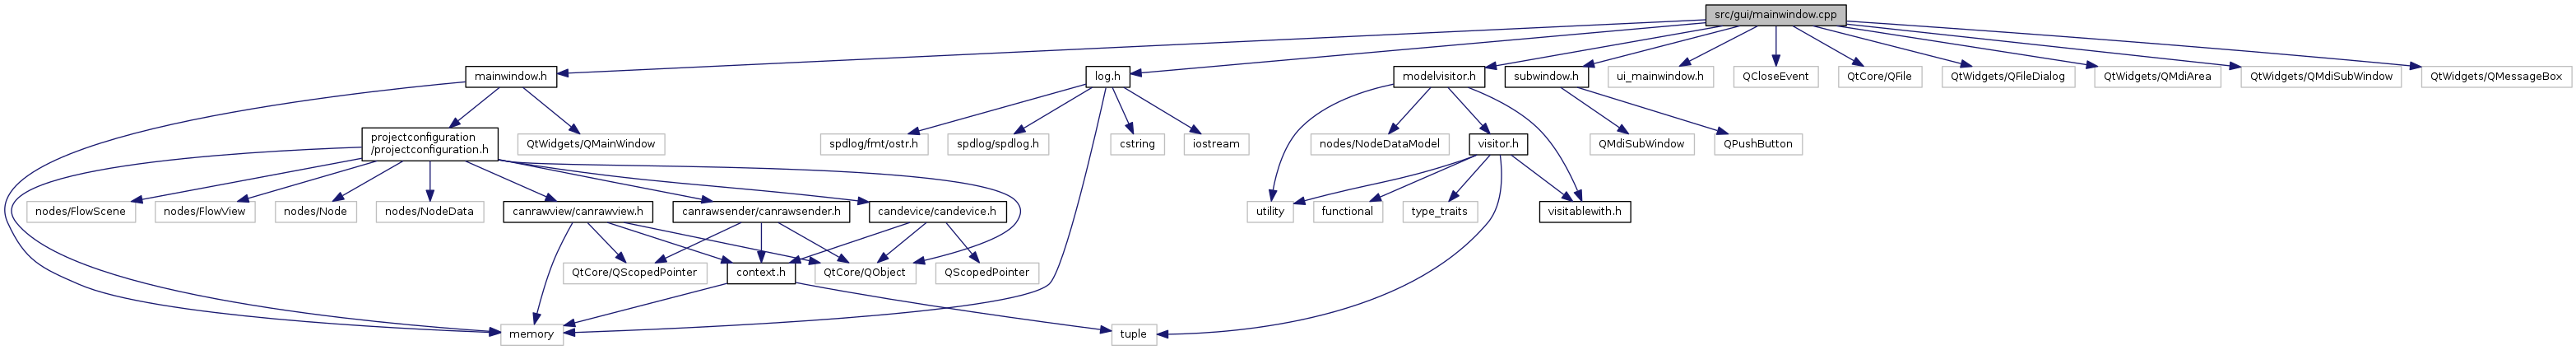 src/gui/mainwindow.cpp
mainwindow.h
log.h
modelvisitor.h
subwindow.h
ui_mainwindow.h
QCloseEvent
QtCore/QFile
QtWidgets/QFileDialog
QtWidgets/QMdiArea
QtWidgets/QMdiSubWindow
QtWidgets/QMessageBox
projectconfiguration
/projectconfiguration.h
QtWidgets/QMainWindow
spdlog/fmt/ostr.h
spdlog/spdlog.h
cstring
iostream
nodes/NodeDataModel
visitor.h
QMdiSubWindow
QPushButton
nodes/FlowScene
nodes/FlowView
nodes/Node
nodes/NodeData
canrawview/canrawview.h
canrawsender/canrawsender.h
candevice/candevice.h
utility
functional
type_traits
visitablewith.h
QtCore/QScopedPointer
context.h
QtCore/QObject
QScopedPointer
memory
tuple